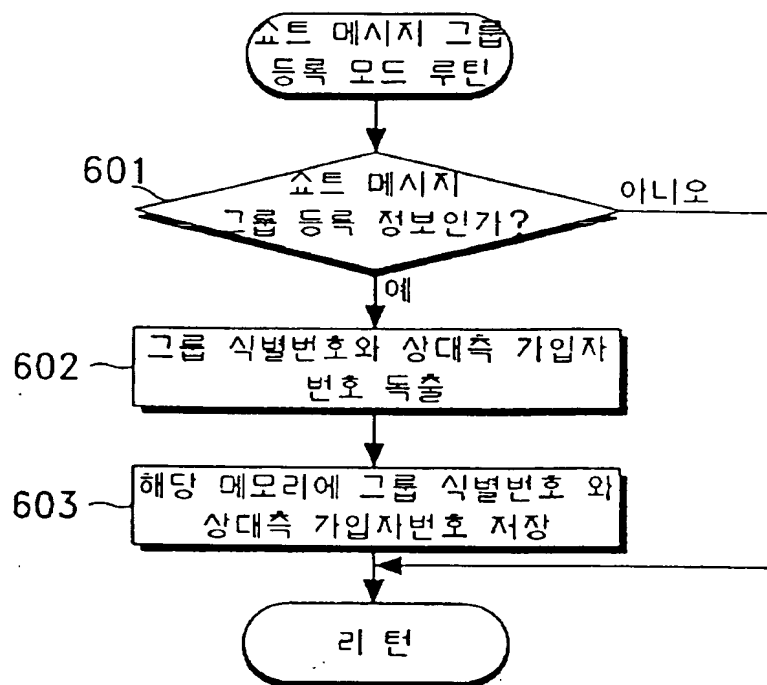 쇼트 메시지 그룹
등록 모드 루틴
601
쇼트 메시지
그룹 등록 정보인가?
아니오
예
602
그룹 식별번호와 상대측 가입자
번호 독출
603
해당 메모리에 그룹 식별번호 와
상대측 가입자번호 저장
리턴